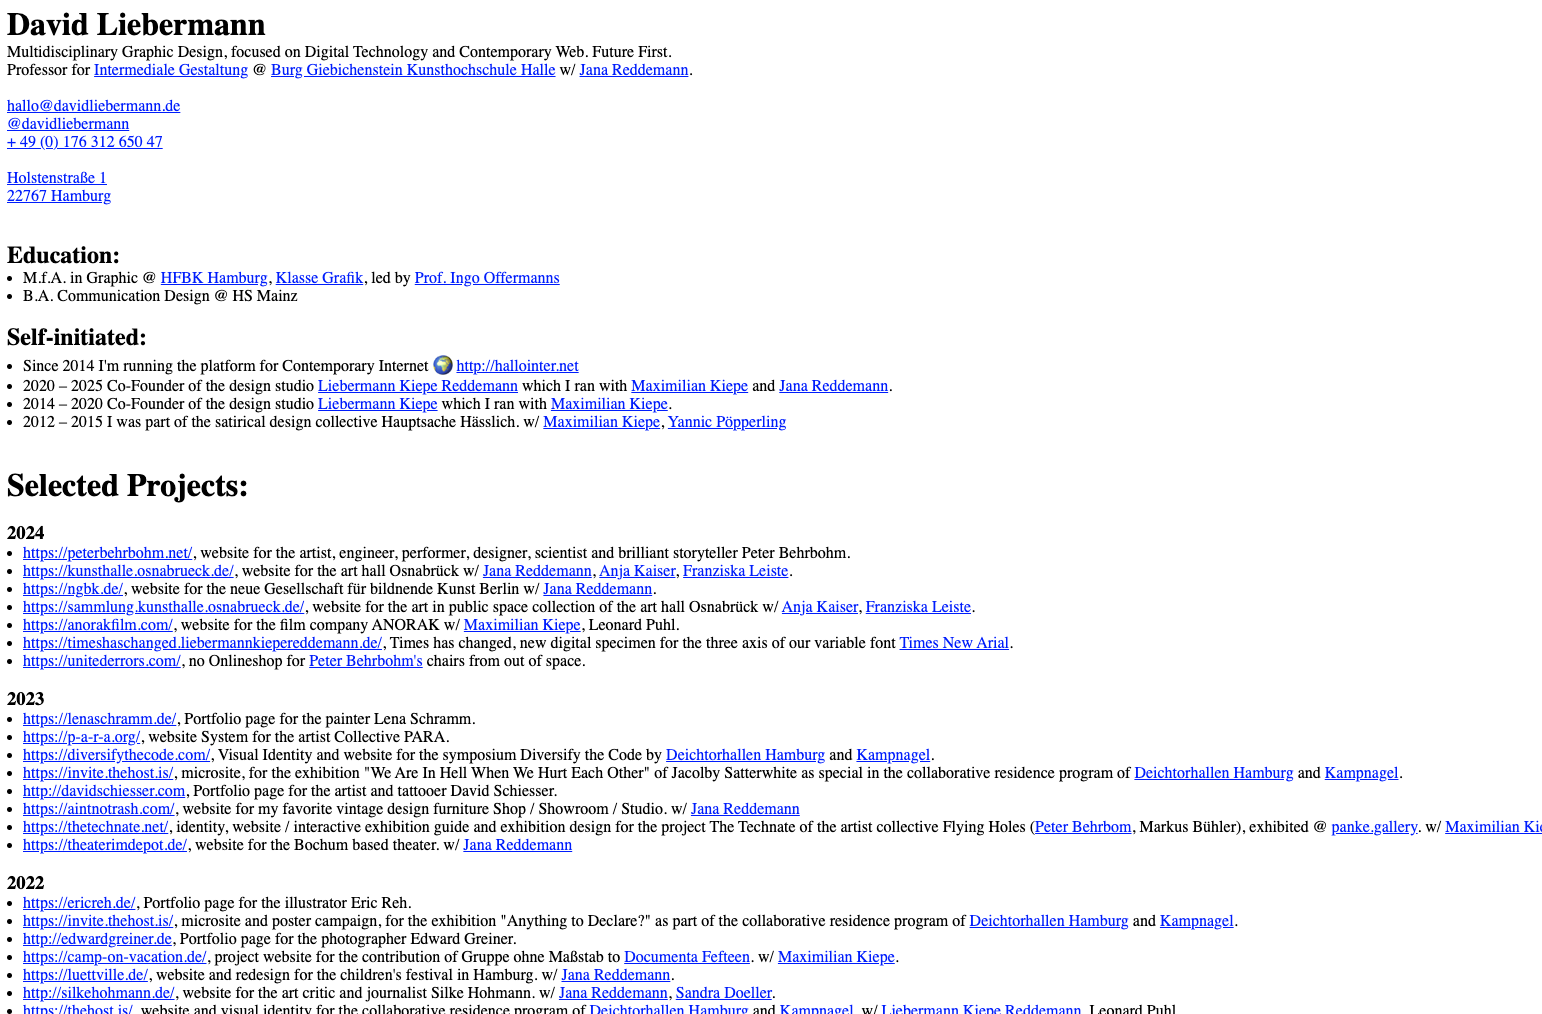 David Liebermann
Multidisciplinary Graphic Design, focused on Digital Technology and Contemporary Web. Future First.
Professor for Intermediale Gestaltung @ Burg Giebichenstein Kunsthochschule Halle w/ Jana Reddemann.
hallo@davidliebermann.de
@davidliebermann
+ 49 (0) 176 312 650 47
Holstenstraße 1
22767 Hamburg
Education:
• M.f.A. in Graphic @ HFBK Hamburg, Klasse Grafik, led by Prof. Ingo Offermanns
• B.A. Communication Design @ HS Mainz
Self-initiated:
• Since 2014 I'm running the platform for Contemporary Internet 🌍 http://hallointer.net
• 2020 – 2025 Co-Founder of the design studio Liebermann Kiepe Reddemann which I ran with Maximilian Kiepe and Jana Reddemann.
• 2014 – 2020 Co-Founder of the design studio Liebermann Kiepe which I ran with Maximilian Kiepe.
• 2012 – 2015 I was part of the satirical design collective Hauptsache Hässlich. w/ Maximilian Kiepe, Yannic Pöpperling
Selected Projects:
2024
• https://peterbehrbohm.net/, website for the artist, engineer, performer, designer, scientist and brilliant storyteller Peter Behrbohm.
• https://kunsthalle.osnabrueck.de/, website for the art hall Osnabrück w/ Jana Reddemann, Anja Kaiser, Franziska Leiste.
• https://ngbk.de/, website for the neue Gesellschaft für bildnende Kunst Berlin w/ Jana Reddemann.
• https://sammlung.kunsthalle.osnabrueck.de/, website for the art in public space collection of the art hall Osnabrück w/ Anja Kaiser, Franziska Leiste.
• https://anorakfilm.com/, website for the film company ANORAK w/ Maximilian Kiepe, Leonard Puhl.
• https://timeshaschanged.liebermannkiepereddemann.de/, Times has changed, new digital specimen for the three axis of our variable font Times New Arial.
• https://unitederrors.com/, no Onlineshop for Peter Behrbohm's chairs from out of space.
2023
• https://lenaschramm.de/, Portfolio page for the painter Lena Schramm.
• https://p-a-r-a.org/, website System for the artist Collective PARA.
• https://diversifythecode.com/, Visual Identity and website for the symposium Diversify the Code by Deichtorhallen Hamburg and Kampnagel.
• https://invite.thehost.is/, microsite, for the exhibition "We Are In Hell When We Hurt Each Other" of Jacolby Satterwhite as special in the collaborative residence program of Deichtorhallen Hamburg and Kampnagel.
• http://davidschiesser.com, Portfolio page for the artist and tattooer David Schiesser.
• https://aintnotrash.com/, website for my favorite vintage design furniture Shop / Showroom / Studio. w/ Jana Reddemann
• https://thetechnate.net/, identity, website / interactive exhibition guide and exhibition design for the project The Technate of the artist collective Flying Holes (Peter Behrbom, Markus Bühler), exhibited @ panke.gallery. w/ Maximilian
• https://theaterimdepot.de/, website for the Bochum based theater. w/ Jana Reddemann
2022
• https://ericreh.de/, Portfolio page for the illustrator Eric Reh.
• https://invite.thehost.is/, microsite and poster campaign, for the exhibition "Anything to Declare?" as part of the collaborative residence program of Deichtorhallen Hamburg and Kampnagel.
• http://edwardgreiner.de, Portfolio page for the photographer Edward Greiner.
• https://camp-on-vacation.de/, project website for the contribution of Gruppe ohne Maßstab to Documenta Fefteen. w/ Maximilian Kiepe.
• https://luettville.de/, website and redesign for the children's festival in Hamburg. w/ Jana Reddemann.
• http://silkehohmann.de/, website for the art critic and journalist Silke Hohmann. w/ Jana Reddemann, Sandra Doeller.
• https://thehost.is/, website and visual identity for the collaborative residence program of Deichtorhallen Hamburg and Kampnagel. w/ Liebermann Kiepe Reddemann, Leonard Puhl